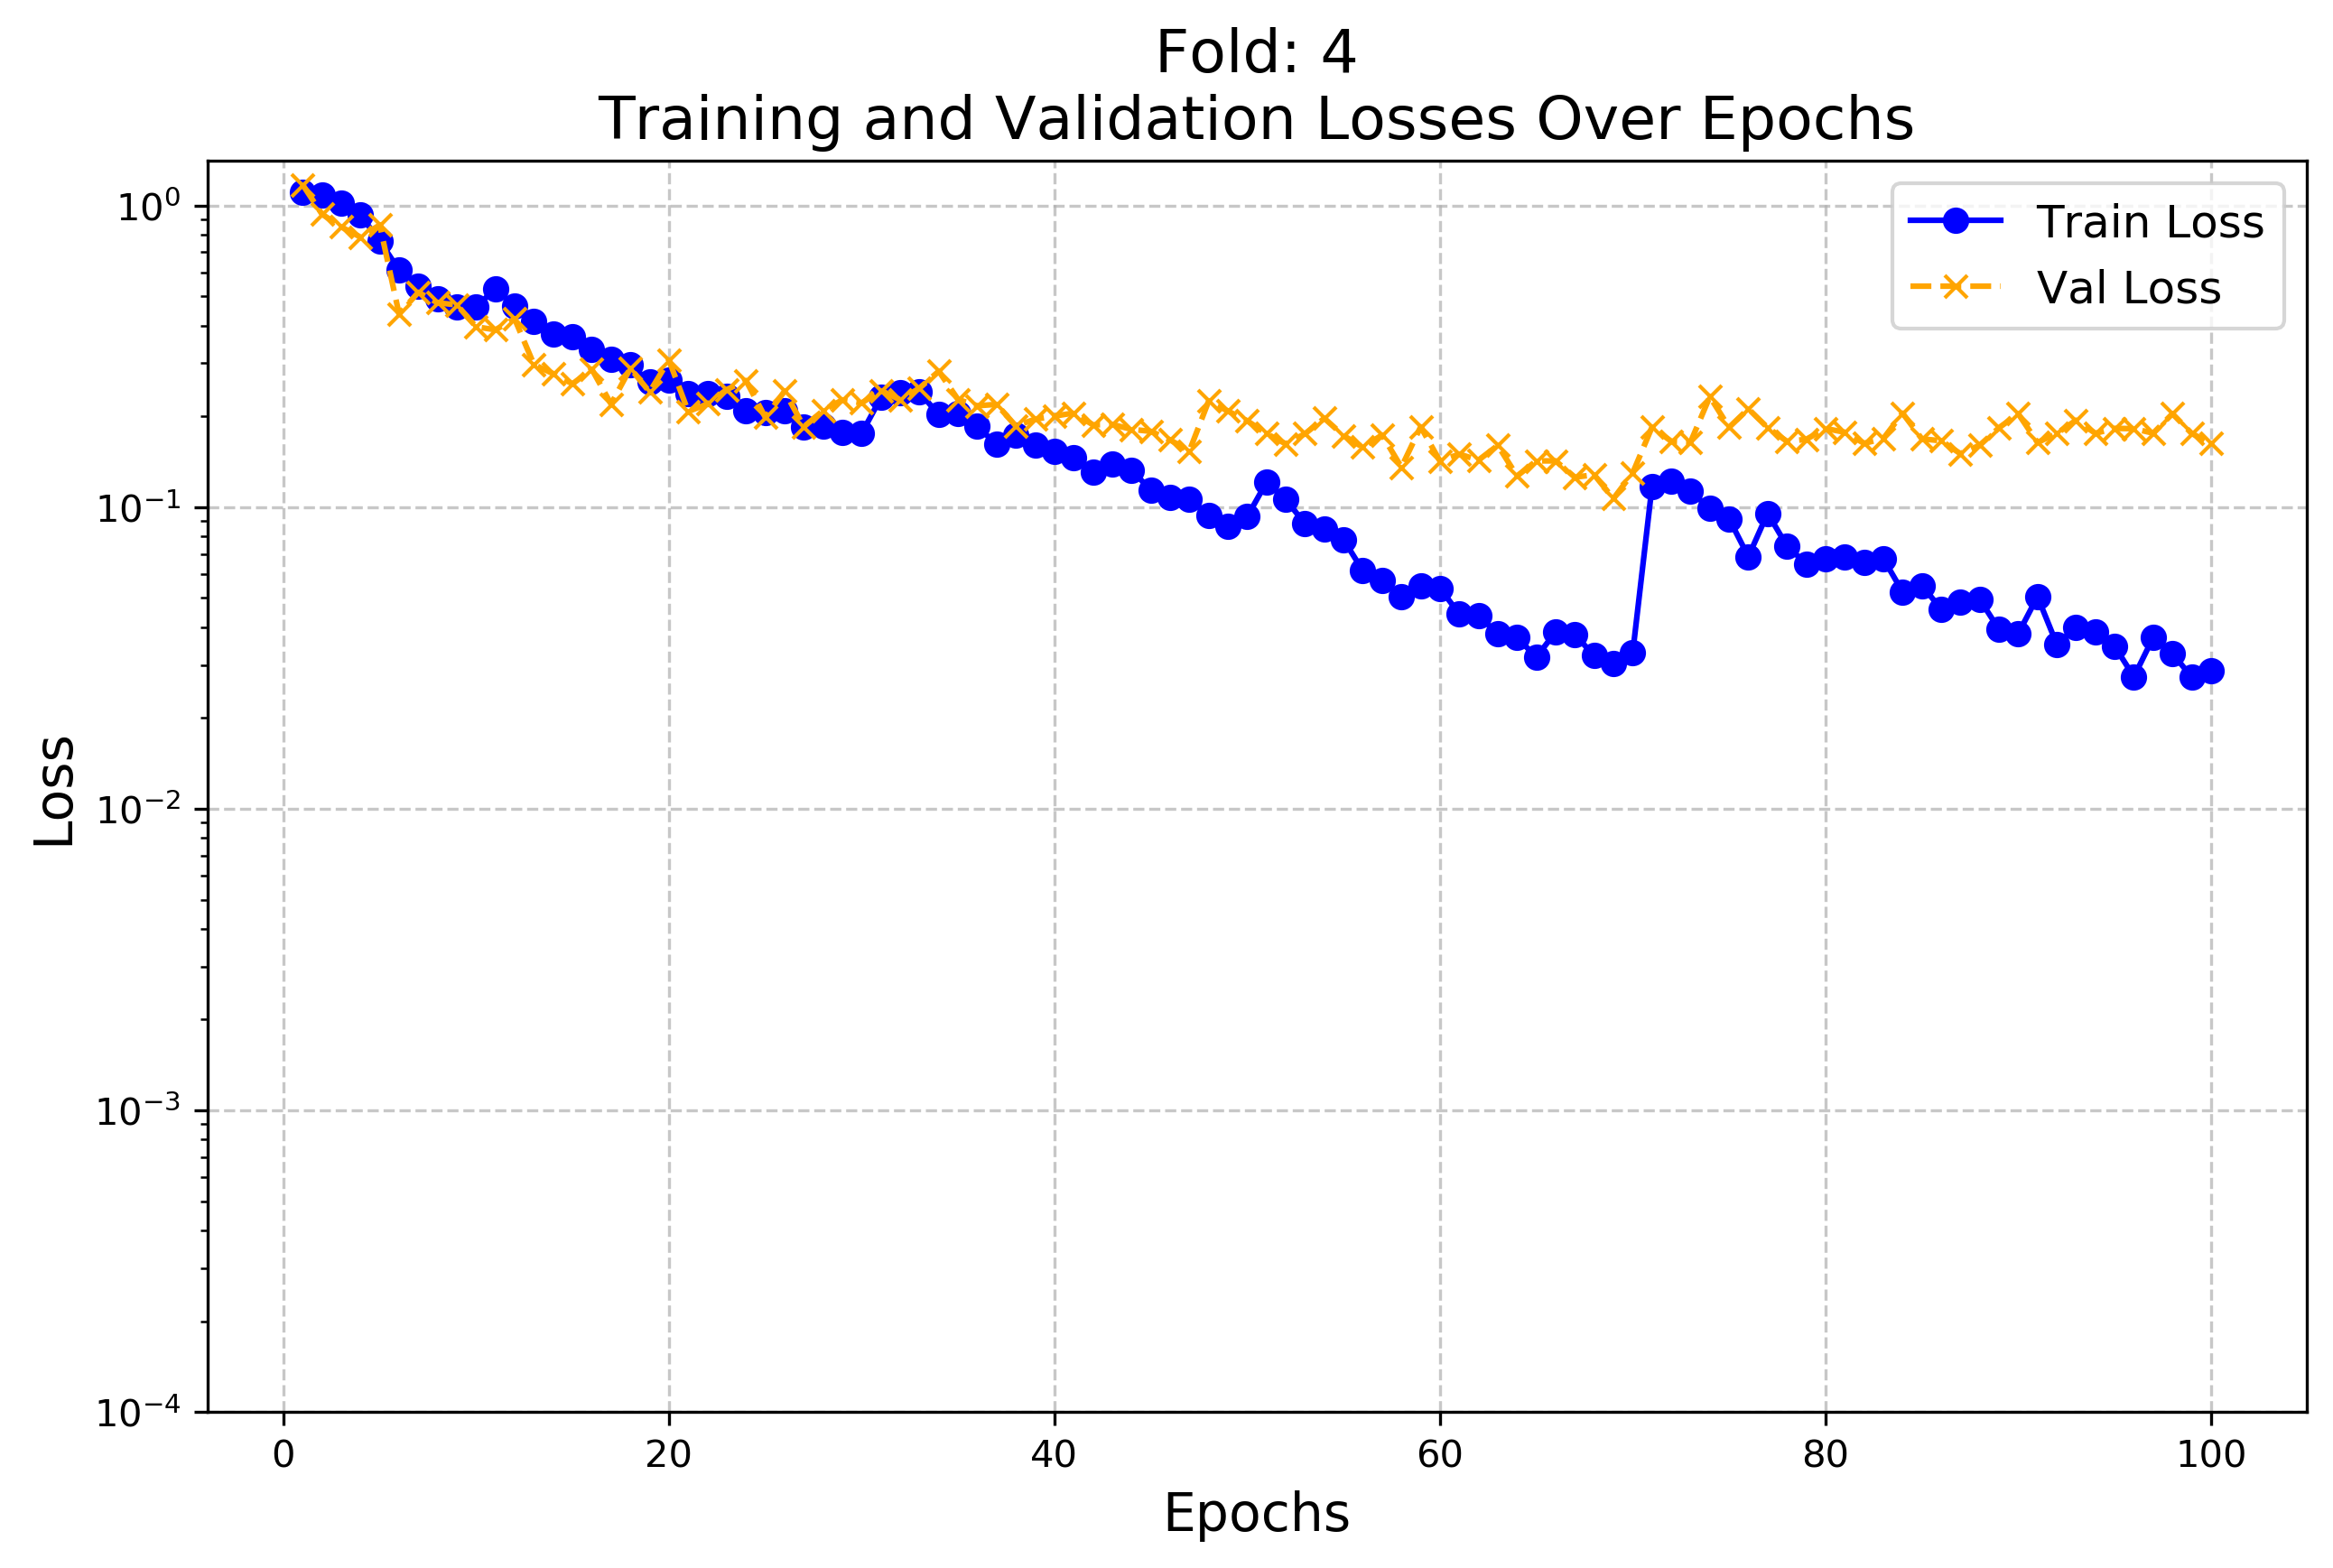 Fold: 4
Training and Validation Losses Over Epochs
Train Loss
Val Loss
Loss
10⁰
10⁻¹
10⁻²
10⁻³
10⁻⁴
0 20 40 60 80 100
Epochs